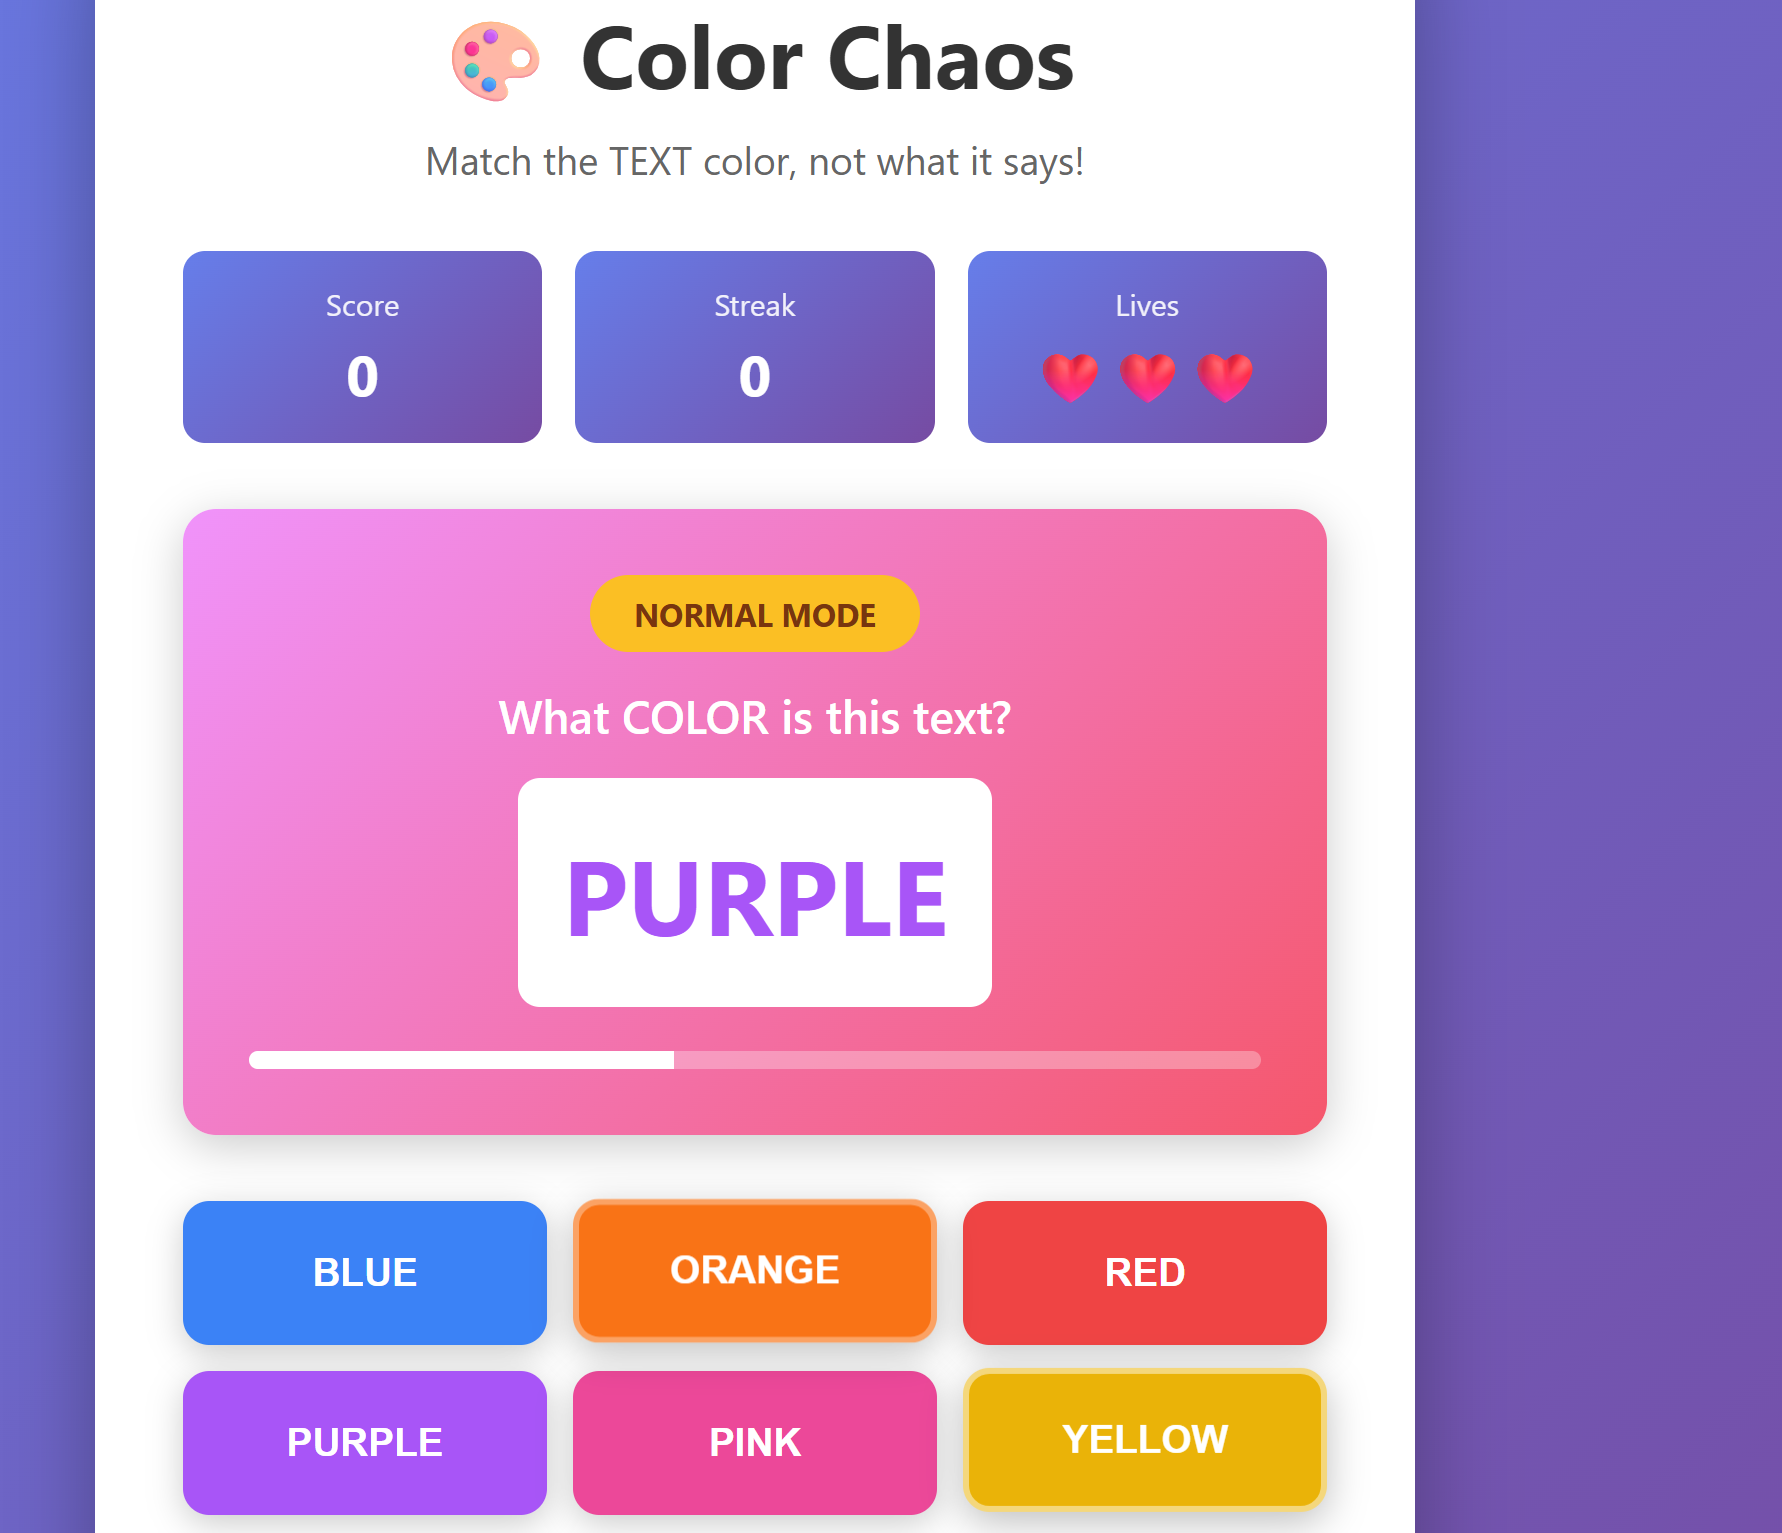 Color Chaos
Match the TEXT color, not what it says!
Score
0
Streak
0
Lives
NORMAL MODE
What COLOR is this text?
PURPLE
BLUE
ORANGE
RED
PURPLE
PINK
YELLOW